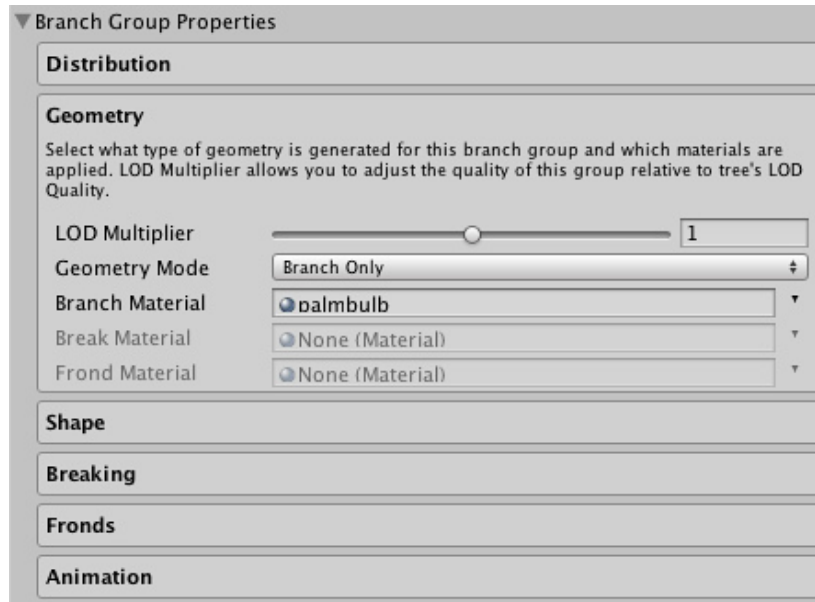 Branch Group Properties
Distribution
Geometry
Select what type of geometry is generated for this branch group and which materials are
applied. LOD Multiplier allows you to adjust the quality of this group relative to tree's LOD
Quality.
LOD Multiplier 1
Geometry Mode Branch Only
Branch Material palmbulb
Break Material None (Material)
Frond Material None (Material)
Shape
Breaking
Fronds
Animation